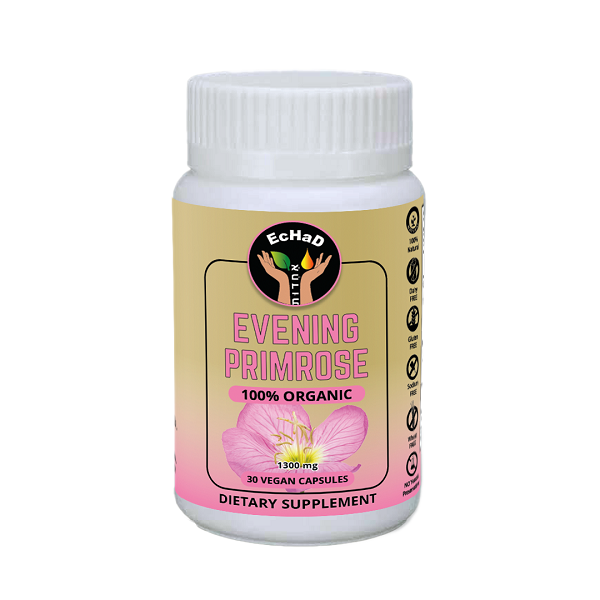 EcHaD
EVENING
PRIMROSE
100% ORGANIC
1300 mg
30 VEGAN CAPSULES
DIETARY SUPPLEMENT
100%
Natural
Dairy
FREE
Gluten
FREE
Sodium
FREE
Wheat
FREE